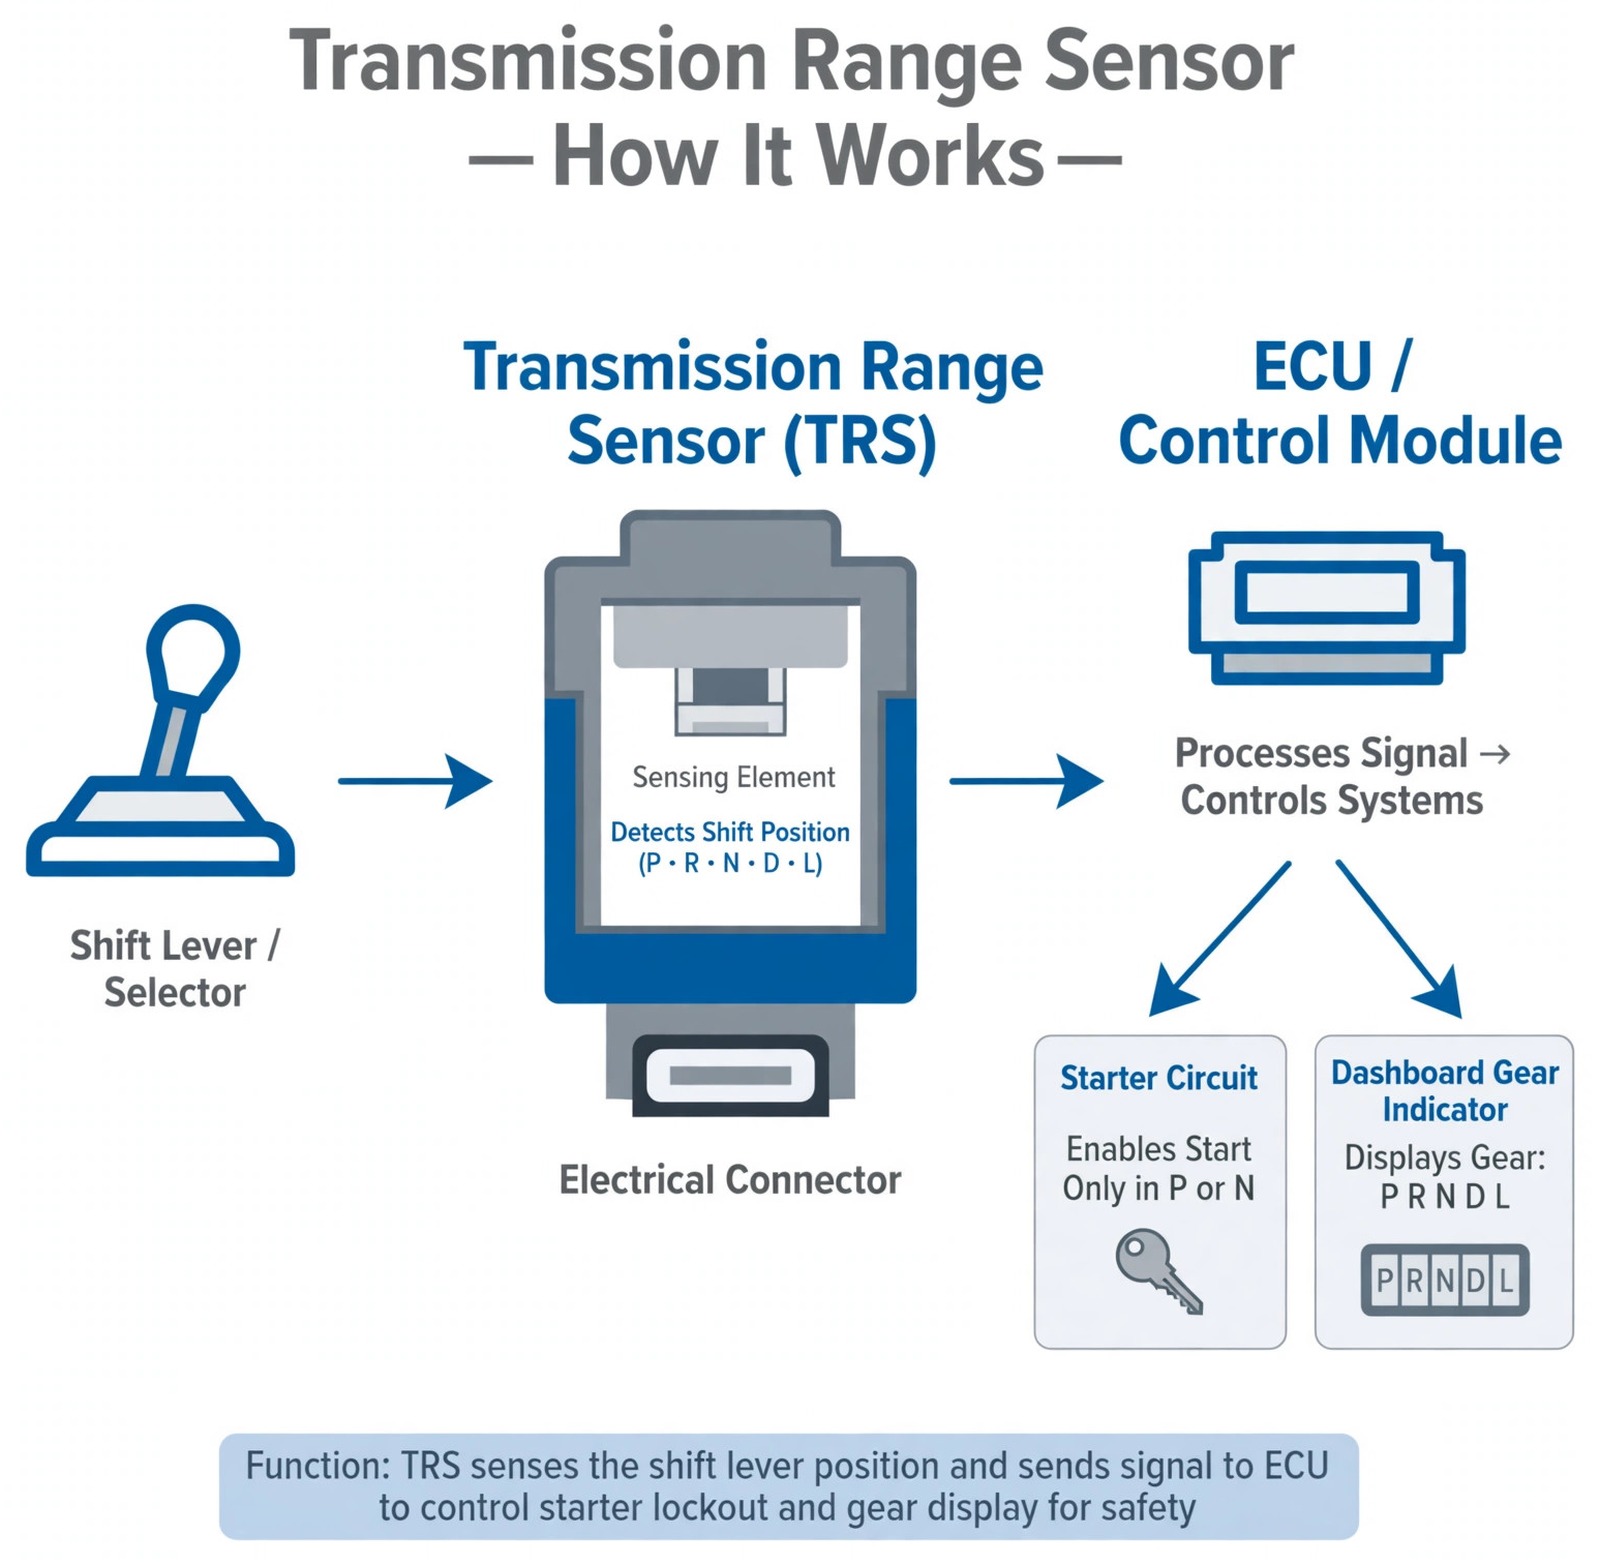 Transmission Range Sensor
— How It Works —
Transmission Range
Sensor (TRS)
ECU /
Control Module
Shift Lever /
Selector
Sensing Element
Detects Shift Position
(P • R • N • D • L)
Electrical Connector
Processes Signal →
Controls Systems
Starter Circuit
Enables Start
Only in P or N
Dashboard Gear
Indicator
Displays Gear:
P R N D L
P R N D L
Function: TRS senses the shift lever position and sends signal to ECU
to control starter lockout and gear display for safety